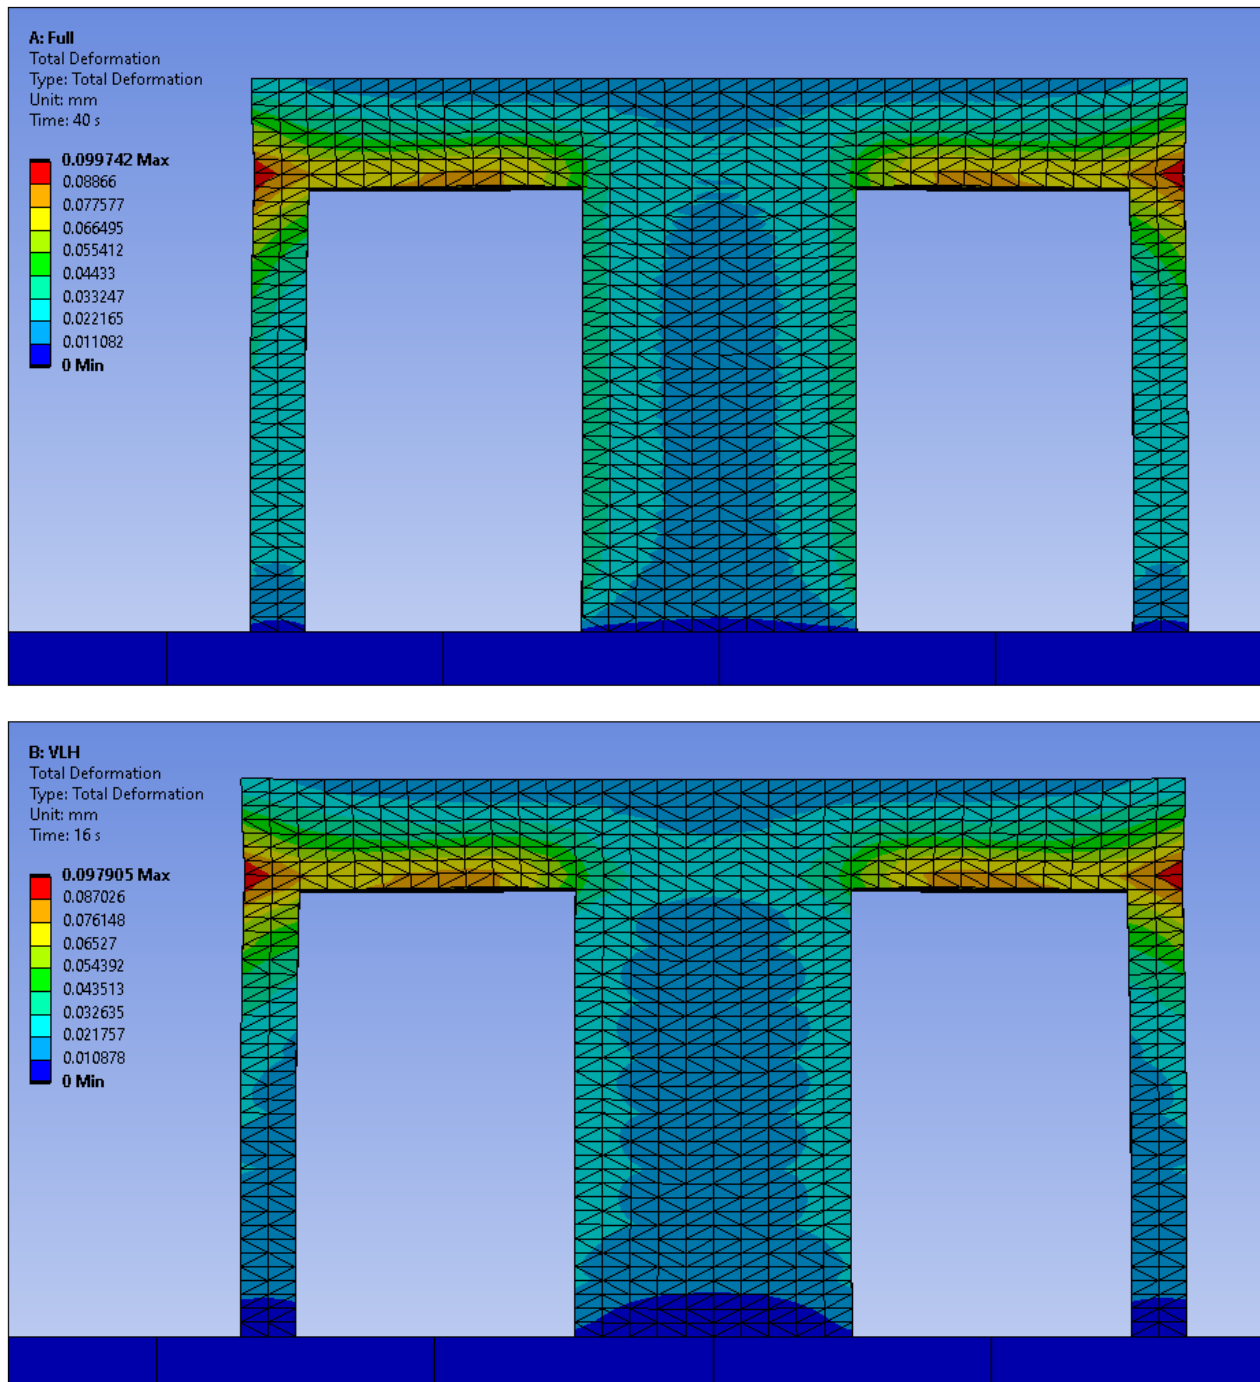 A: Full
Total Deformation
Type: Total Deformation
Unit: mm
Time: 40 s
0.099742 Max
0.08866
0.077577
0.066495
0.055412
0.04433
0.033247
0.022165
0.011082
0 Min
B: VLH
Total Deformation
Type: Total Deformation
Unit: mm
Time: 16 s
0.097905 Max
0.087026
0.076148
0.06527
0.054392
0.043513
0.032635
0.021757
0.010878
0 Min